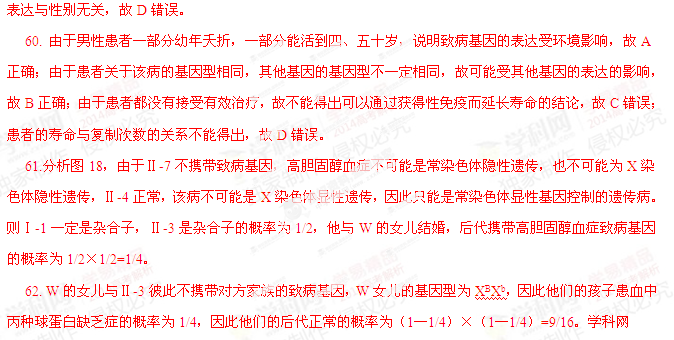 表达与性别无关，故 D 错误。
60. 由于男性患者一部分幼年夭折，一部分能活到四、五十岁，说明致病基因的表达受环境影响，故 A
正确；由于患者关于该病的基因型相同，其他基因的基因型不一定相同，故可能受其他基因的表达的影响，
故 B 正确；由于患者都没有接受有效治疗，故不能得出可以通过获得性免疫而延长寿命的结论，故 C 错误；
患者的寿命与复制次数的关系不能得出，故 D 错误。
61.分析图 18，由于Ⅱ-7 不携带致病基因，高胆固醇血症不可能是常染色体隐性遗传，也不可能为 X 染
色体隐性遗传，Ⅱ-4 正常，该病不可能是 X 染色体显性遗传，因此只能是常染色体显性基因控制的遗传病。
则Ⅰ-1 一定是杂合子，Ⅱ-3 是杂合子的概率为 1/2，他与 W 的女儿结婚，后代携带高胆固醇血症致病基因
的概率为 1/2×1/2=1/4。
62. W 的女儿与Ⅱ-3 彼此不携带对方家族的致病基因，W 女儿的基因型为 XᴮXᵇ，因此他们的孩子患血中
丙种球蛋白缺乏症的概率为 1/4，因此他们的后代正常的概率为（1—1/4）×（1—1/4）=9/16。学科网